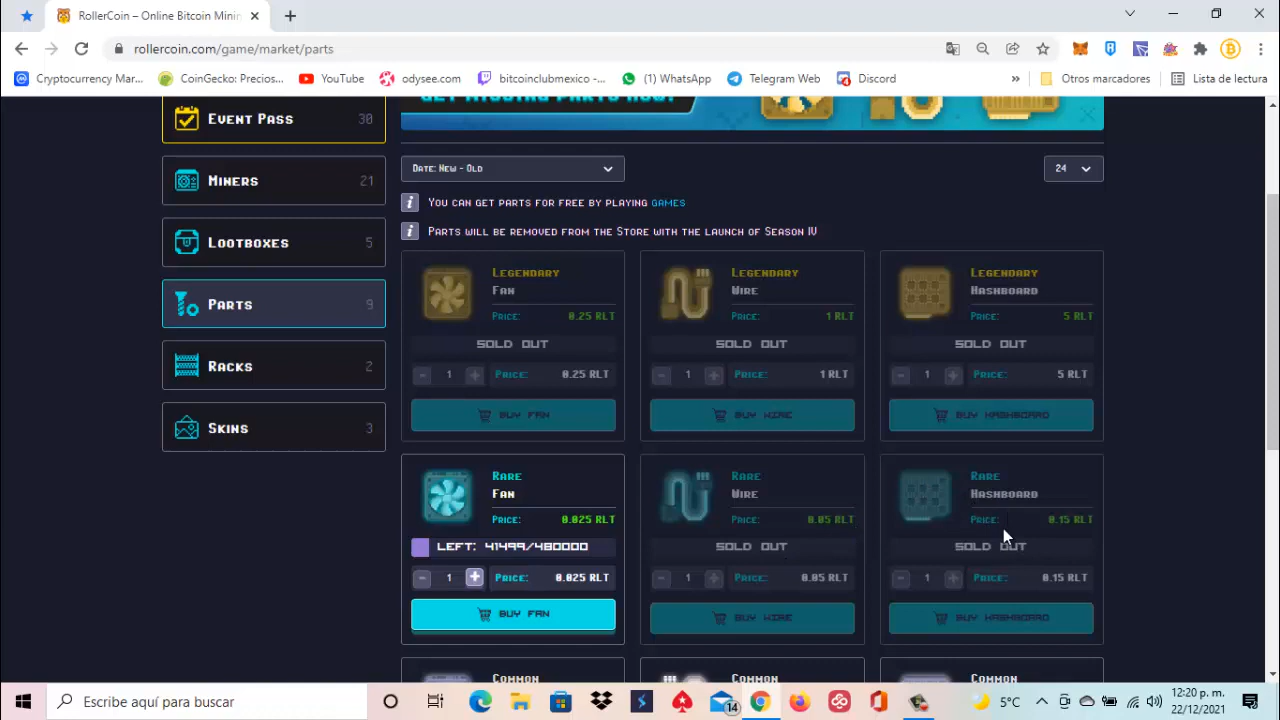 RollerCoin – Online Bitcoin Minin
rollercoin.com/game/market/parts
Cryptocurrency Mar...
CoinGecko: Precios...
YouTube
odysee.com
bitcoinclubmexico -...
(1) WhatsApp
Telegram Web
Discord
»
Otros marcadores
Lista de lectura
GET MISSING PARTS NOW!
EVENT PASS 30
MINERS 21
LOOTBOXES 5
PARTS 9
RACKS 2
SKINS 3
DATE: NEW - OLD
24
YOU CAN GET PARTS FOR FREE BY PLAYING GAMES
PARTS WILL BE REMOVED FROM THE STORE WITH THE LAUNCH OF SEASON IV
LEGENDARY
FAN
PRICE: 0.25 RLT
SOLD OUT
- 1 + PRICE: 0.25 RLT
BUY FAN
LEGENDARY
WIRE
PRICE: 1 RLT
SOLD OUT
- 1 + PRICE: 1 RLT
BUY WIRE
LEGENDARY
HASHBOARD
PRICE: 5 RLT
SOLD OUT
- 1 + PRICE: 5 RLT
BUY HASHBOARD
RARE
FAN
PRICE: 0.025 RLT
LEFT: 41499/480000
- 1 + PRICE: 0.025 RLT
BUY FAN
RARE
WIRE
PRICE: 0.05 RLT
SOLD OUT
- 1 + PRICE: 0.05 RLT
BUY WIRE
RARE
HASHBOARD
PRICE: 0.15 RLT
SOLD OUT
- 1 + PRICE: 0.15 RLT
BUY HASHBOARD
COMMON
COMMON
COMMON
Escribe aquí para buscar
14
5°C
12:20 p. m.
22/12/2021